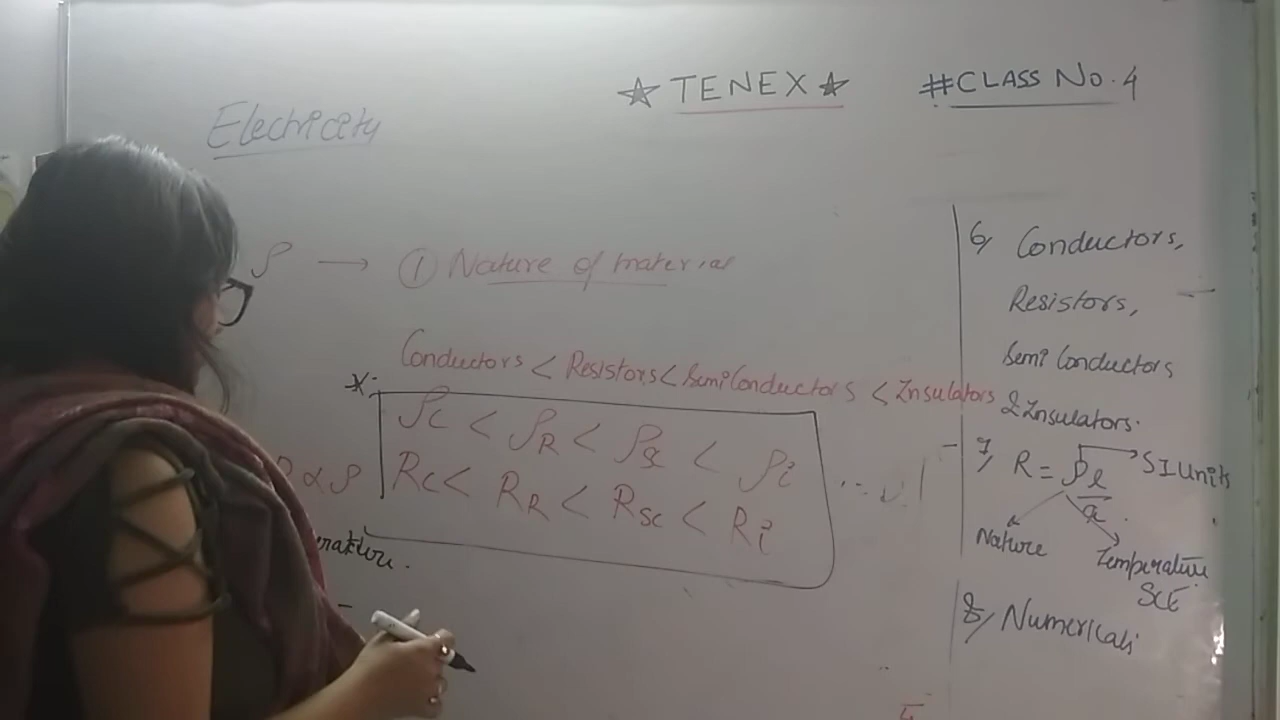 ☆ TENEX ☆ #CLASS No. 4
Electricity
ρ → ① Nature of material
Conductors < Resistors < Semiconductors < Insulators
*:
ρc < ρR < ρsc < ρi
R α ρ
Rc < RR < Rsc < Ri
6, Conductors,
Resistors,
Semi Conductors
& Insulators.
7, R = ρl/a → SI Units
Nature
Temperature
8, Numericals